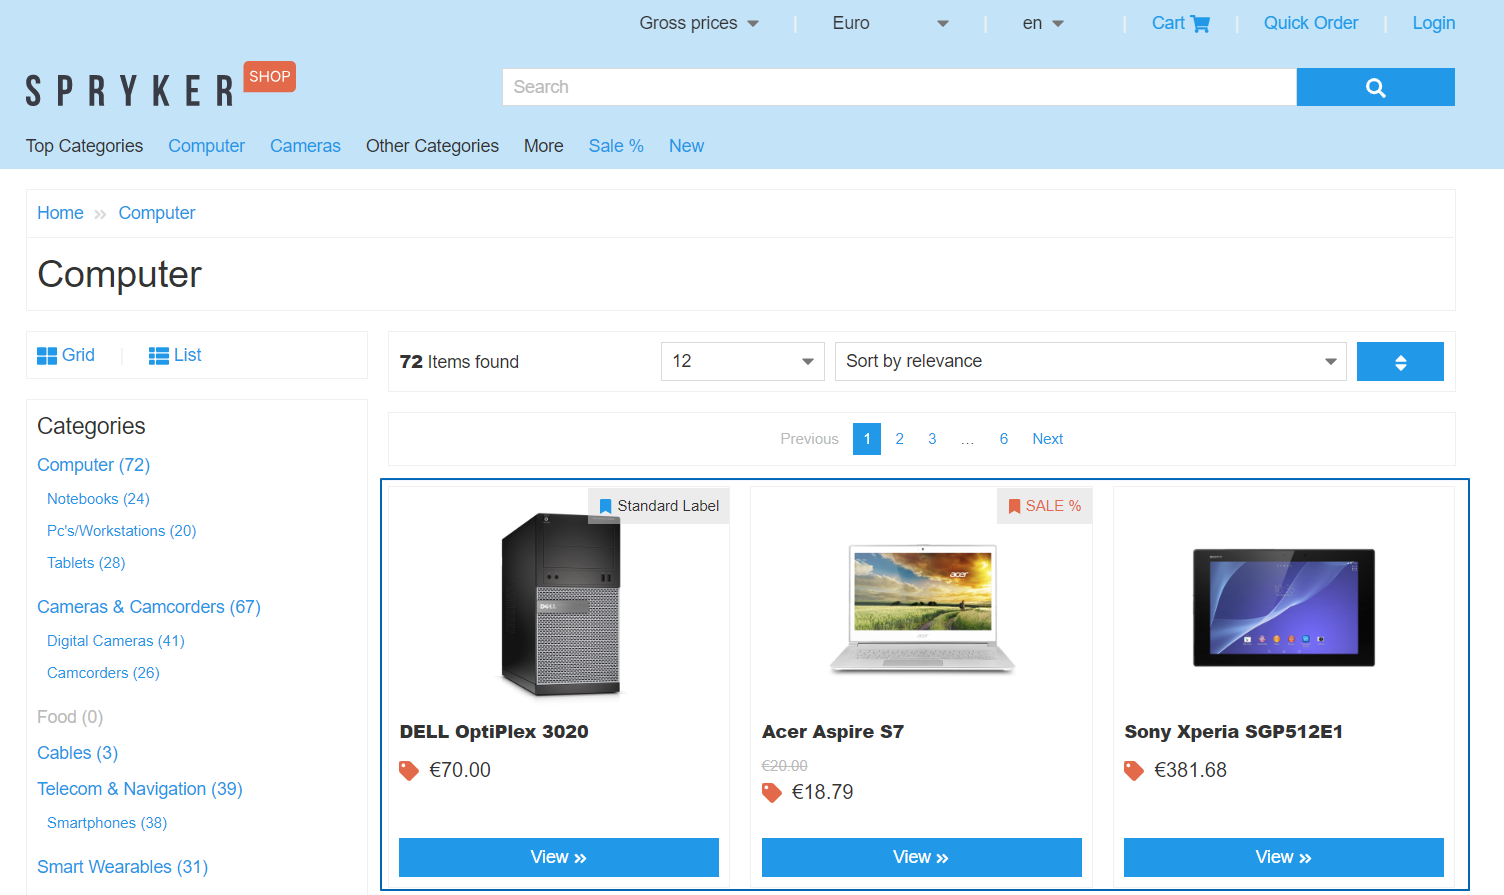 Gross prices
Euro
en
Cart
Quick Order
Login
SPRYKER SHOP
Search
Top Categories Computer Cameras Other Categories More Sale % New
Home » Computer
Computer
Grid
List
72 Items found
12
Sort by relevance
Categories
Computer (72)
Notebooks (24)
Pc's/Workstations (20)
Tablets (28)
Cameras & Camcorders (67)
Digital Cameras (41)
Camcorders (26)
Food (0)
Cables (3)
Telecom & Navigation (39)
Smartphones (38)
Smart Wearables (31)
Previous 1 2 3 ... 6 Next
Standard Label
DELL
DELL OptiPlex 3020
€70.00
View »
SALE %
acer
acer
Acer Aspire S7
€20.00
€18.79
View »
SONY
Sony Xperia SGP512E1
€381.68
View »